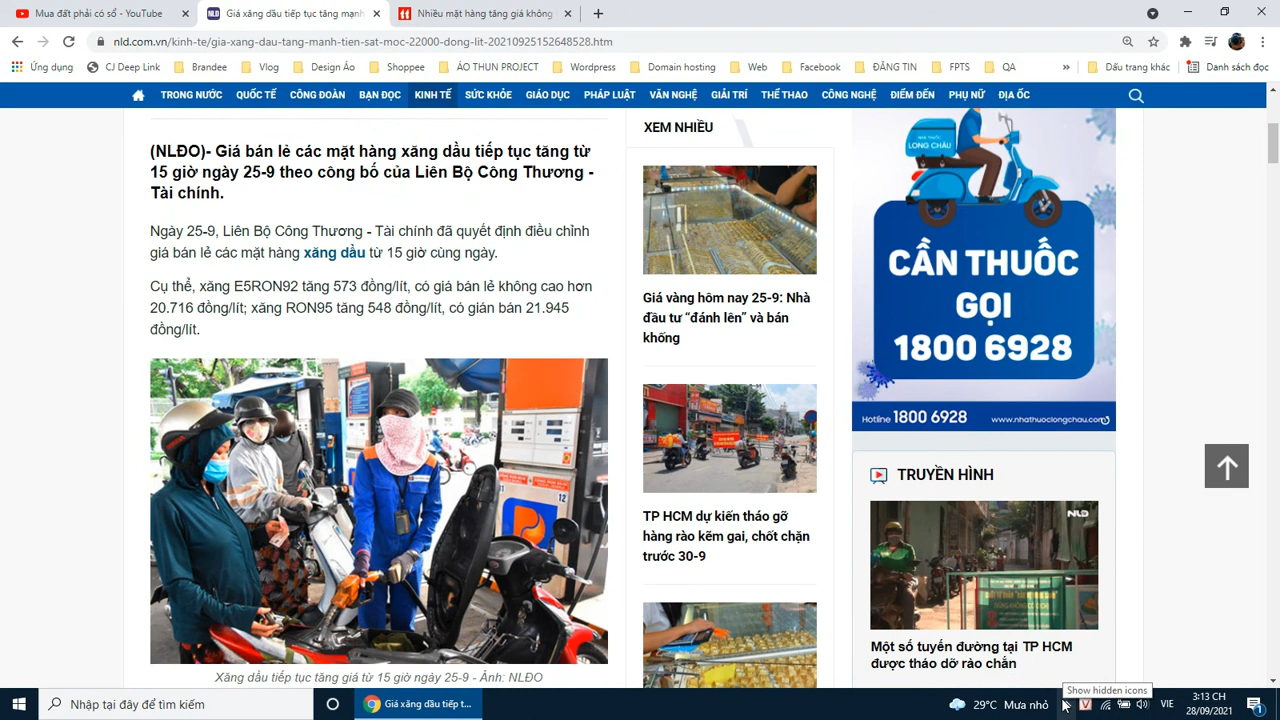 Mua đất phải có sổ - YouTube
Giá xăng dầu tiếp tục tăng mạnh
Nhiều mặt hàng tăng giá không
nld.com.vn/kinh-te/gia-xang-dau-tang-manh-tien-sat-moc-22000-dong-lit-20210925152648528.htm
Ứng dụng CJ Deep Link Brandee Vlog Design Áo Shoppee ÁO THUN PROJECT Wordpress Domain hosting Web Facebook ĐĂNG TIN FPTS QA » Dấu trang khác Danh sách đọc
TRONG NƯỚC QUỐC TẾ CÔNG ĐOÀN BẠN ĐỌC KINH TẾ SỨC KHỎE GIÁO DỤC PHÁP LUẬT VĂN NGHỆ GIẢI TRÍ THỂ THAO CÔNG NGHỆ ĐIỂM ĐẾN PHỤ NỮ ĐỊA ỐC
(NLĐO)- Giá bán lẻ các mặt hàng xăng dầu tiếp tục tăng từ
15 giờ ngày 25-9 theo công bố của Liên Bộ Công Thương -
Tài chính.
Ngày 25-9, Liên Bộ Công Thương - Tài chính đã quyết định điều chỉnh
giá bán lẻ các mặt hàng xăng dầu từ 15 giờ cùng ngày.
Cụ thể, xăng E5RON92 tăng 573 đồng/lít, có giá bán lẻ không cao hơn
20.716 đồng/lít; xăng RON95 tăng 548 đồng/lít, có gián bán 21.945
đồng/lít.
12
Xăng dầu tiếp tục tăng giá từ 15 giờ ngày 25-9 - Ảnh: NLĐO
XEM NHIỀU
Giá vàng hôm nay 25-9: Nhà
đầu tư “đánh lên” và bán
khống
TP HCM dự kiến tháo gỡ
hàng rào kẽm gai, chốt chặn
trước 30-9
NHÀ THUỐC
LONG CHÂU
CẦN THUỐC
GỌI
1800 6928
Hotline 1800 6928 www.nhathuoclongchau.com
TRUYỀN HÌNH
NLD
Một số tuyến đường tại TP HCM
được tháo dỡ rào chắn
Show hidden icons
Nhập tại đây để tìm kiếm
Giá xăng dầu tiếp t...
29°C Mưa nhỏ
VIE
3:13 CH
28/09/2021
1